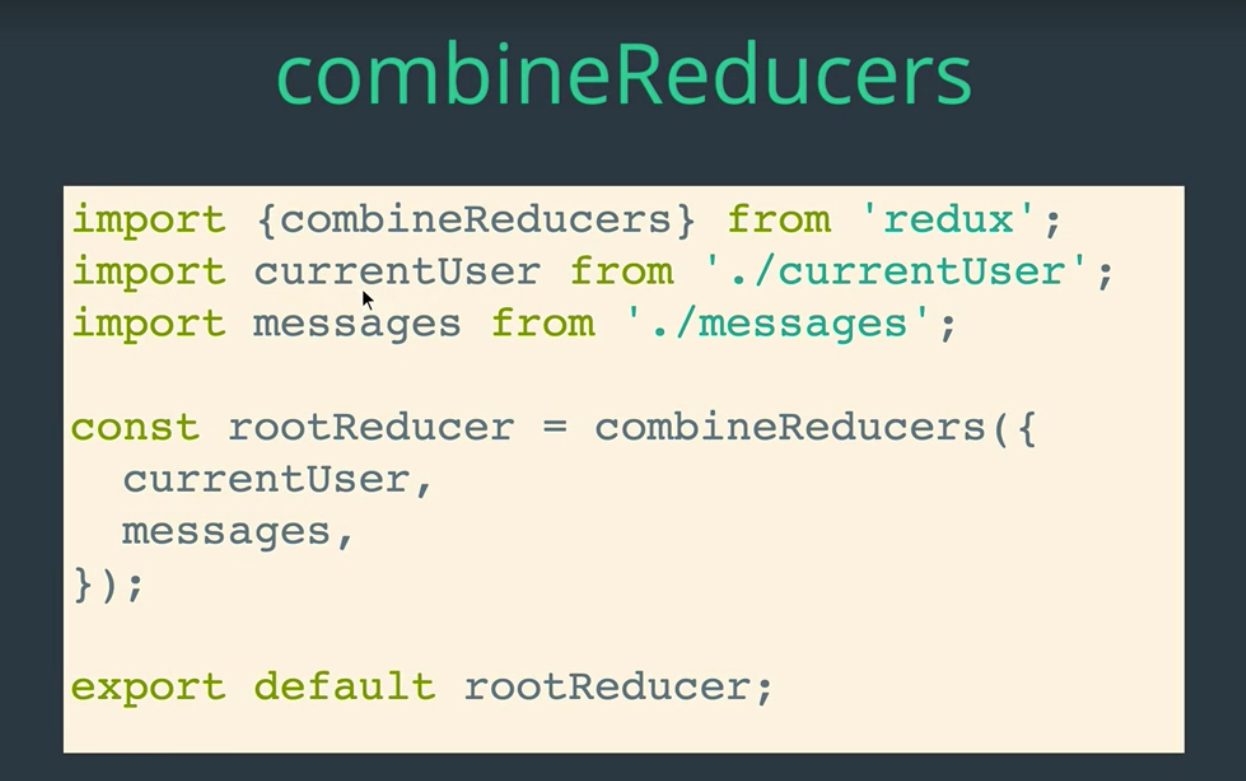 combineReducers
import {combineReducers} from 'redux';
import currentUser from './currentUser';
import messages from './messages';
const rootReducer = combineReducers({
  currentUser,
  messages,
});
export default rootReducer;